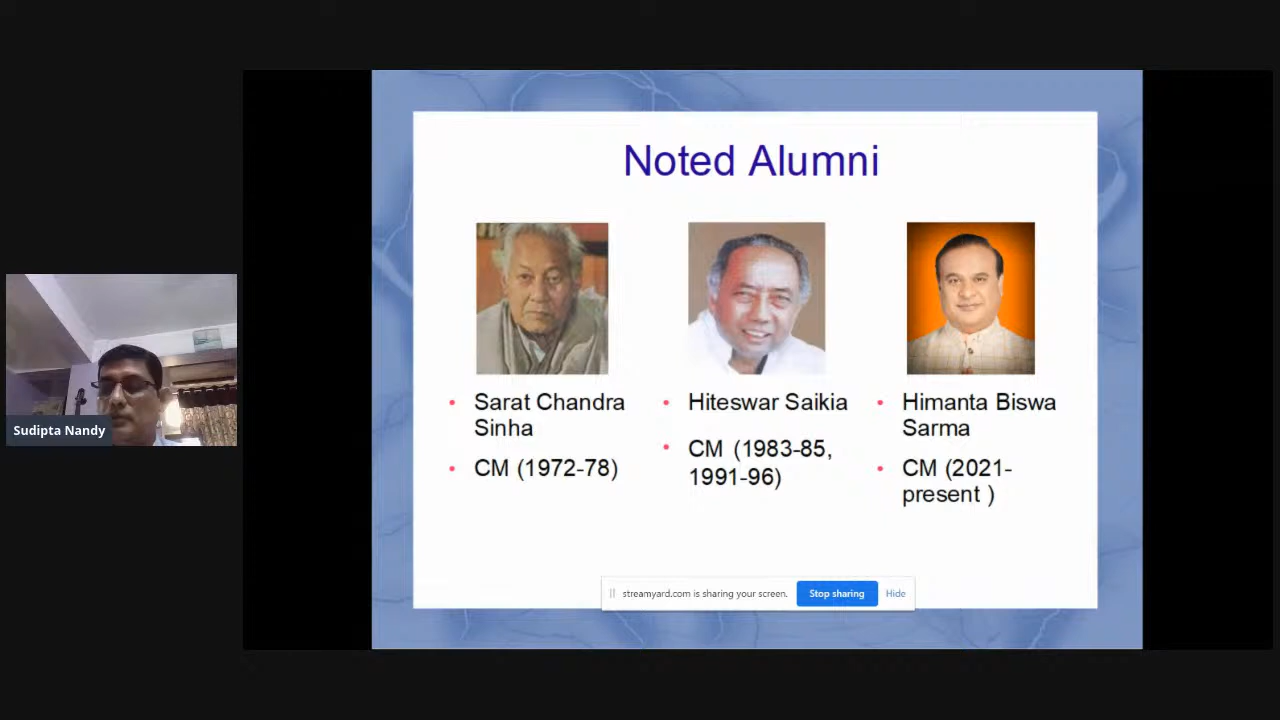 Noted Alumni
Sarat Chandra
Sinha
CM (1972-78)
Hiteswar Saikia
CM (1983-85,
1991-96)
Himanta Biswa
Sarma
CM (2021-
present )
Sudipta Nandy
streamyard.com is sharing your screen.
Stop sharing
Hide